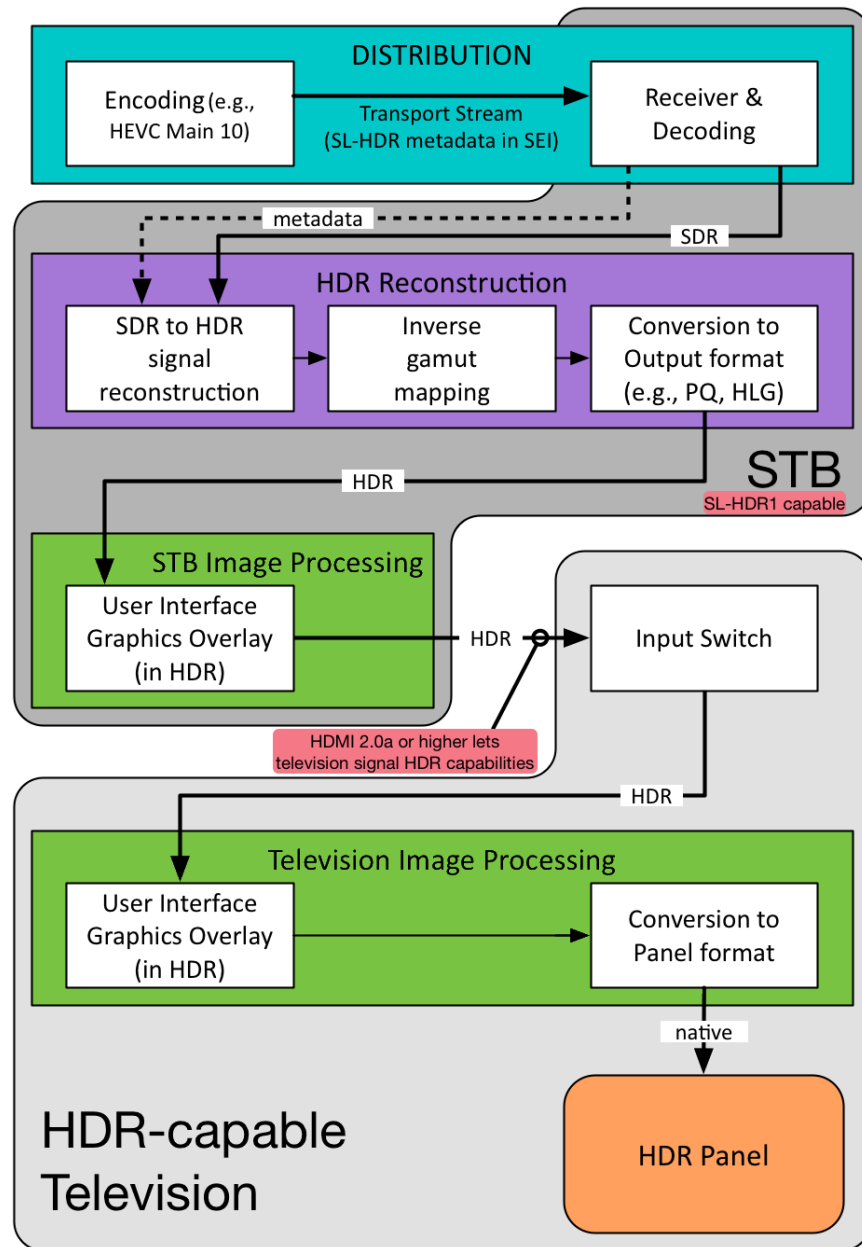 DISTRIBUTION
Encoding (e.g.,
HEVC Main 10)
Transport Stream
(SL-HDR metadata in SEI)
Receiver &
Decoding
metadata
SDR
HDR Reconstruction
SDR to HDR
signal
reconstruction
Inverse
gamut
mapping
Conversion to
Output format
(e.g., PQ, HLG)
HDR
STB
SL-HDR1 capable
STB Image Processing
User Interface
Graphics Overlay
(in HDR)
HDR
Input Switch
HDMI 2.0a or higher lets
television signal HDR capabilities
HDR
Television Image Processing
User Interface
Graphics Overlay
(in HDR)
Conversion to
Panel format
native
HDR-capable
Television
HDR Panel